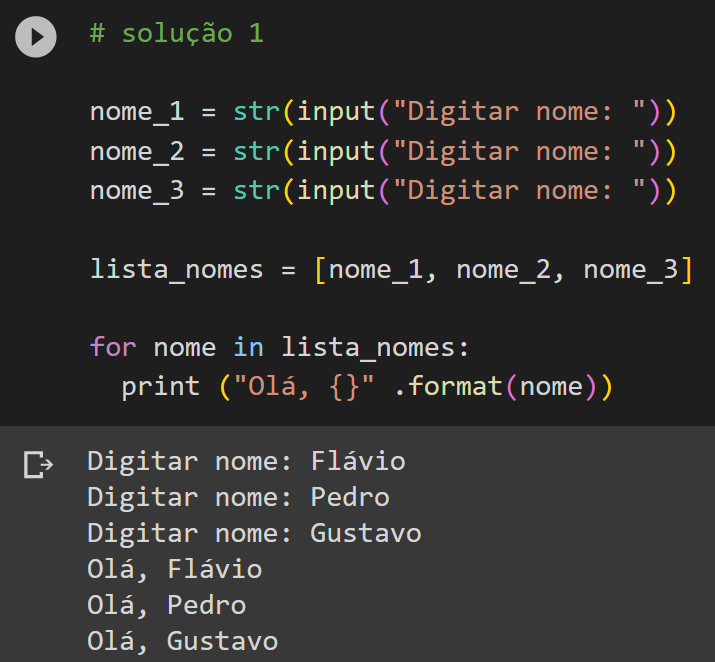 # solução 1
nome_1 = str(input("Digitar nome: "))
nome_2 = str(input("Digitar nome: "))
nome_3 = str(input("Digitar nome: "))
lista_nomes = [nome_1, nome_2, nome_3]
for nome in lista_nomes:
  print ("Olá, {}" .format(nome))
Digitar nome: Flávio
Digitar nome: Pedro
Digitar nome: Gustavo
Olá, Flávio
Olá, Pedro
Olá, Gustavo